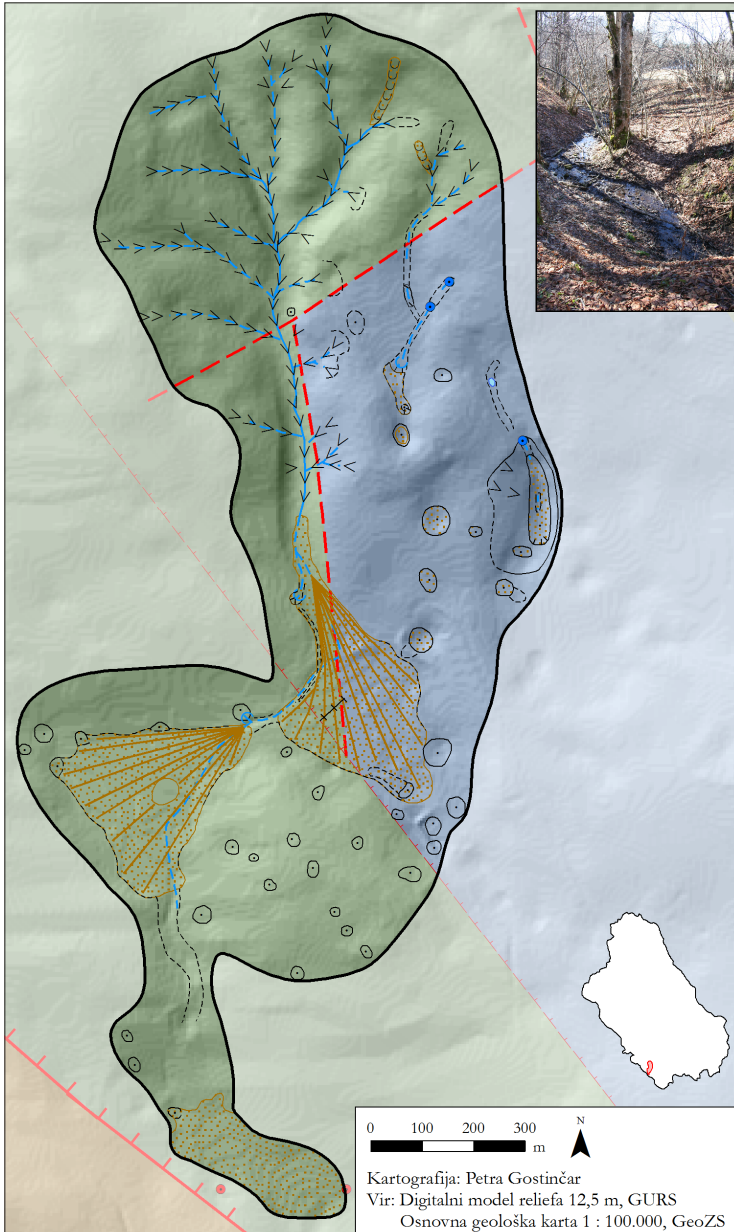 0 100 200 300
m
N
Kartografija: Petra Gostinčar
Vir: Digitalni model reliefa 12,5 m, GURS
Osnovna geološka karta 1 : 100.000, GeoZS